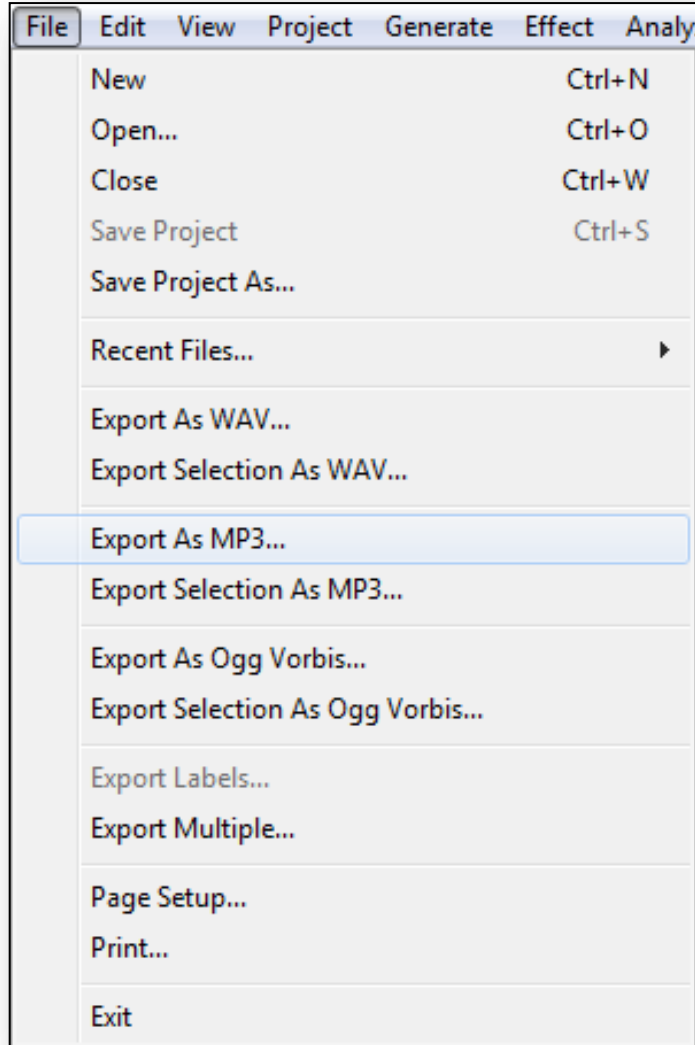 File Edit View Project Generate Effect Analy
New Ctrl+N
Open... Ctrl+O
Close Ctrl+W
Save Project Ctrl+S
Save Project As...
Recent Files...
Export As WAV...
Export Selection As WAV...
Export As MP3...
Export Selection As MP3...
Export As Ogg Vorbis...
Export Selection As Ogg Vorbis...
Export Labels...
Export Multiple...
Page Setup...
Print...
Exit